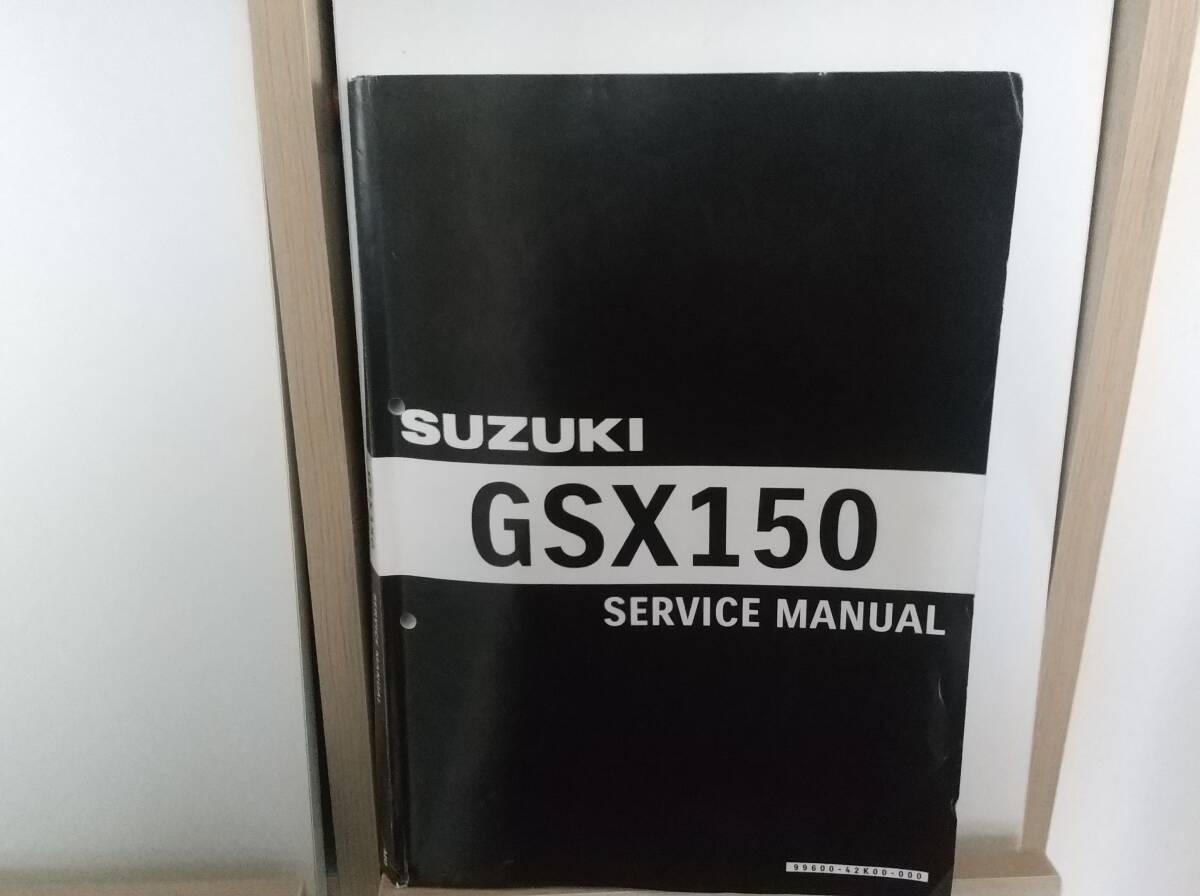 SUZUKI
GSX150
SERVICE MANUAL
99600-42K00-000